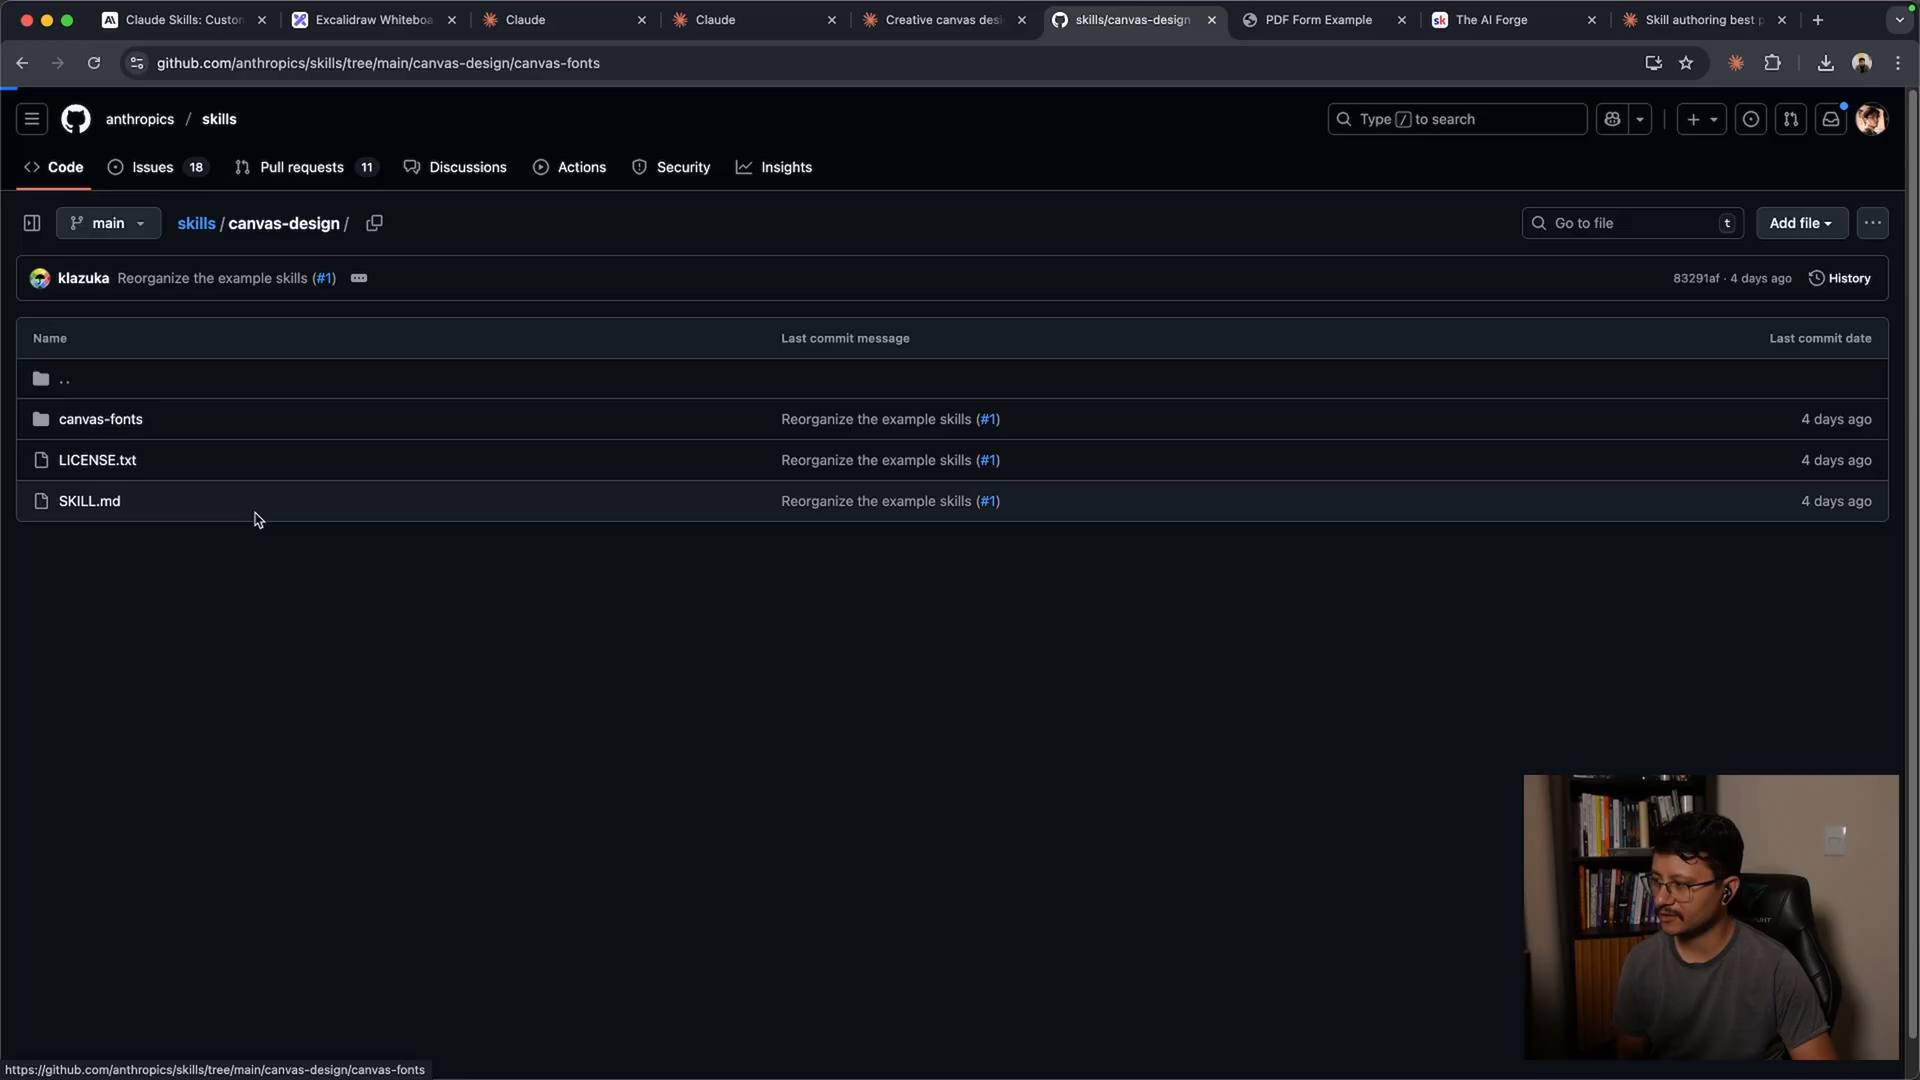 Claude Skills: Custon
Excalidraw Whiteboa
Claude
Claude
Creative canvas desi
skills/canvas-design
PDF Form Example
sk The AI Forge
Skill authoring best p
github.com/anthropics/skills/tree/main/canvas-design/canvas-fonts
anthropics / skills
Type / to search
Code
Issues 18
Pull requests 11
Discussions
Actions
Security
Insights
main
skills / canvas-design /
Go to file t
Add file
klazuka Reorganize the example skills (#1)
83291af · 4 days ago
History
Name Last commit message Last commit date
..
canvas-fonts Reorganize the example skills (#1) 4 days ago
LICENSE.txt Reorganize the example skills (#1) 4 days ago
SKILL.md Reorganize the example skills (#1) 4 days ago
https://github.com/anthropics/skills/tree/main/canvas-design/canvas-fonts